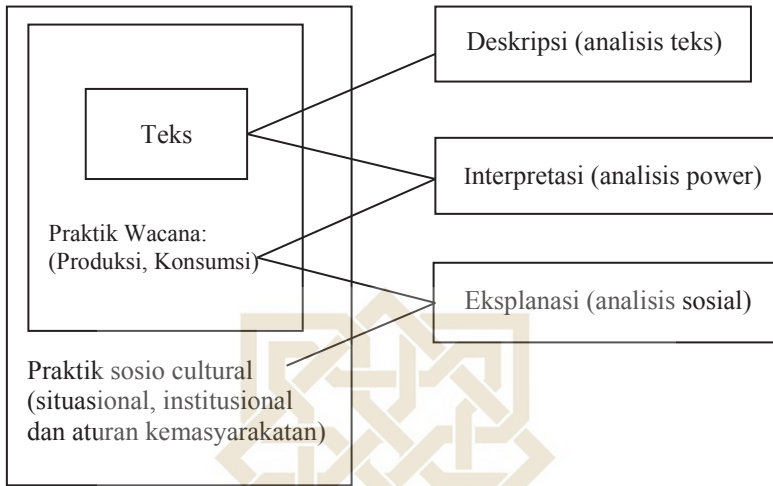 Teks
Praktik Wacana:
(Produksi, Konsumsi)
Praktik sosio cultural
(situasional, institusional
dan aturan kemasyarakatan)
Deskripsi (analisis teks)
Interpretasi (analisis power)
Eksplanasi (analisis sosial)